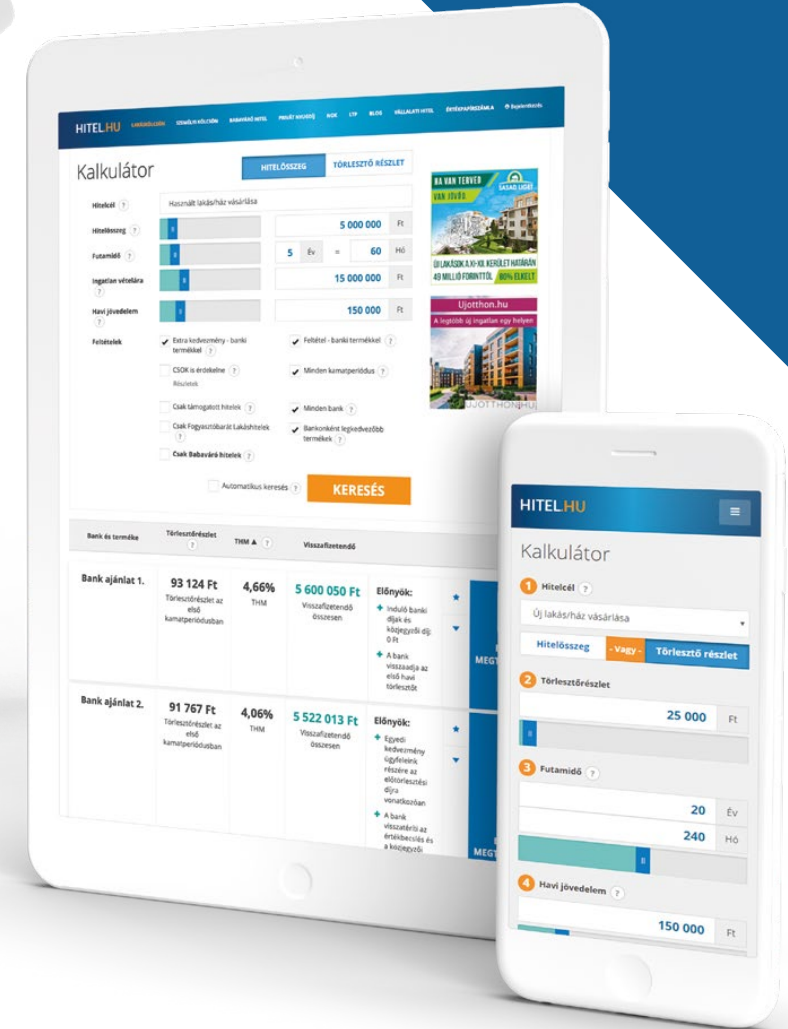 HITEL.HU
LAKÁSKÖLCSÖN SZEMÉLYI KÖLCSÖN BABAVÁRÓ HITEL PRIVÁT NYUGDÍJ NOK LTP BLOG VÁLLALATI HITEL ÉRTÉKPAPÍRSZÁMLA Bejelentkezés
Kalkulátor
HITELÖSSZEG TÖRLESZTŐ RÉSZLET
Hitelcél ? Használt lakás/ház vásárlása
Hitelösszeg ? 5 000 000 Ft
Futamidő ? 5 Év = 60 Hó
Ingatlan vételára ? 15 000 000 Ft
Havi jövedelem ? 150 000 Ft
Feltételek
Extra kedvezmény - banki
termékkel ?
Feltétel - banki termékkel ?
CSOK is érdekelne ?
Részletek
Minden kamatperiódus ?
Csak támogatott hitelek ?
Minden bank ?
Csak Fogyasztóbarát Lakáshitelek
?
Bankonként legkedvezőbb
termékek ?
Csak Babaváró hitelek ?
Automatikus keresés ? KERESÉS
HA VAN TERVED
VAN JÖVŐD
SASAD LIGET
ÚJ LAKÁSOK A XI-XII. KERÜLET HATÁRÁN
49 MILLIÓ FORINTTÓL 80% ELKELT
Ujotthon.hu
A legtöbb új ingatlan egy helyen
UJOTTHON.HU
Bank és terméke Törlesztőrészlet ? THM ▲ ? Visszafizetendő
Bank ajánlat 1.
93 124 Ft
Törlesztőrészlet az
első
kamatperiódusban
4,66%
THM
5 600 050 Ft
Visszafizetendő
összesen
Előnyök:
+ Induló banki
díjak és
közjegyzői díj:
0 Ft
+ A bank
visszaadja az
első havi
törlesztőt
MEGT
Bank ajánlat 2.
91 767 Ft
Törlesztőrészlet az
első
kamatperiódusban
4,06%
THM
5 522 013 Ft
Visszafizetendő
összesen
Előnyök:
+ Egyedi
kedvezmény
ügyfeleink
részére az
előtörlesztési
díjra
vonatkozóan
+ A bank
visszatéríti az
értékbecslés és
a közjegyzői
MEGT
HITEL.HU
Kalkulátor
1 Hitelcél ?
Új lakás/ház vásárlása
Hitelösszeg - Vagy - Törlesztő részlet
2 Törlesztőrészlet
25 000 Ft
3 Futamidő ?
20 Év
240 Hó
4 Havi jövedelem ?
150 000 Ft